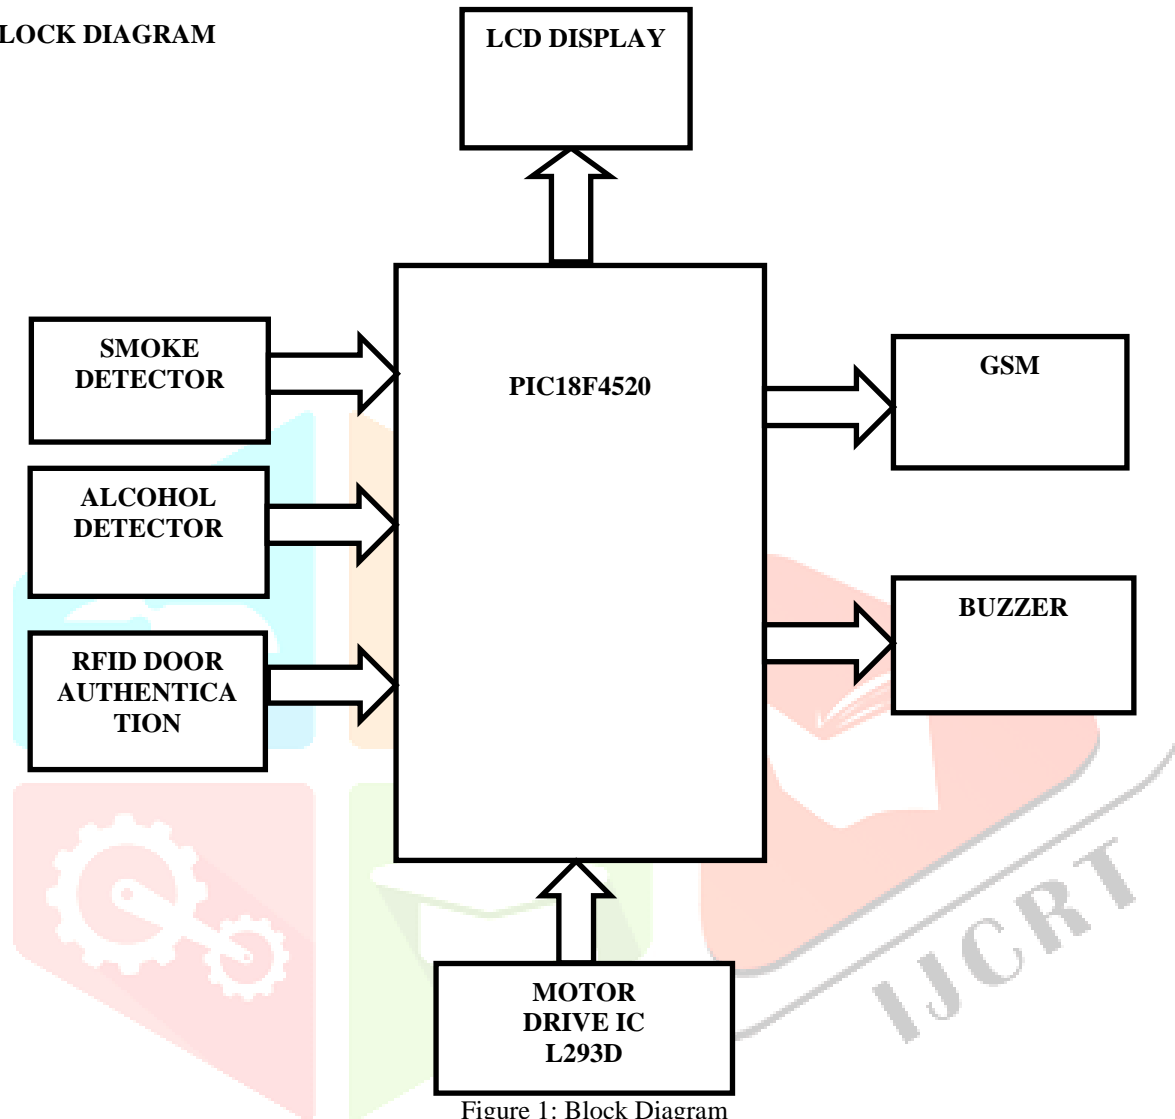 LOCK DIAGRAM
LCD DISPLAY
SMOKE
DETECTOR
PIC18F4520
GSM
ALCOHOL
DETECTOR
BUZZER
RFID DOOR
AUTHENTICA
TION
IJCRT
MOTOR
DRIVE IC
L293D
Figure 1: Block Diagram